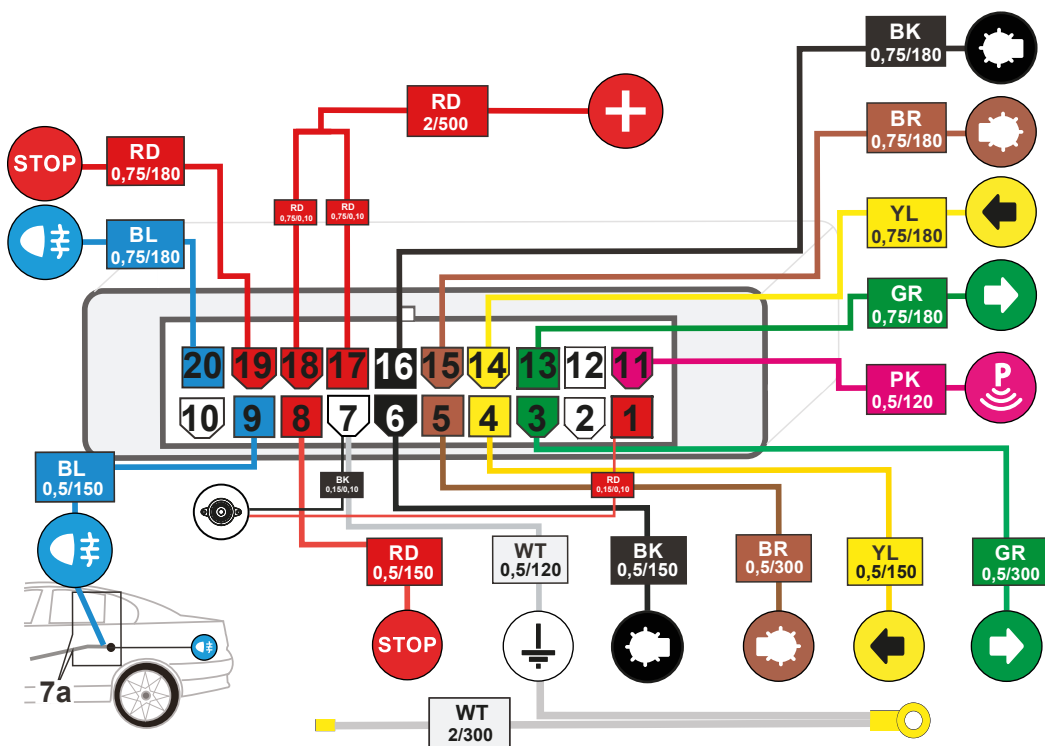 BK
0,75/180
RD
2/500
BR
0,75/180
STOP
RD
0,75/180
RD
0,75/0,10
RD
0,75/0,10
YL
0,75/180
BL
0,75/180
GR
0,75/180
20 19 18 17 16 15 14 13 12 11
PK
0,5/120
P
10 9 8 7 6 5 4 3 2 1
BL
0,5/150
BK
0,15/0,10
RD
0,15/0,10
RD
0,5/150
WT
0,5/120
BK
0,5/150
BR
0,5/300
YL
0,5/150
GR
0,5/300
STOP
7a
WT
2/300